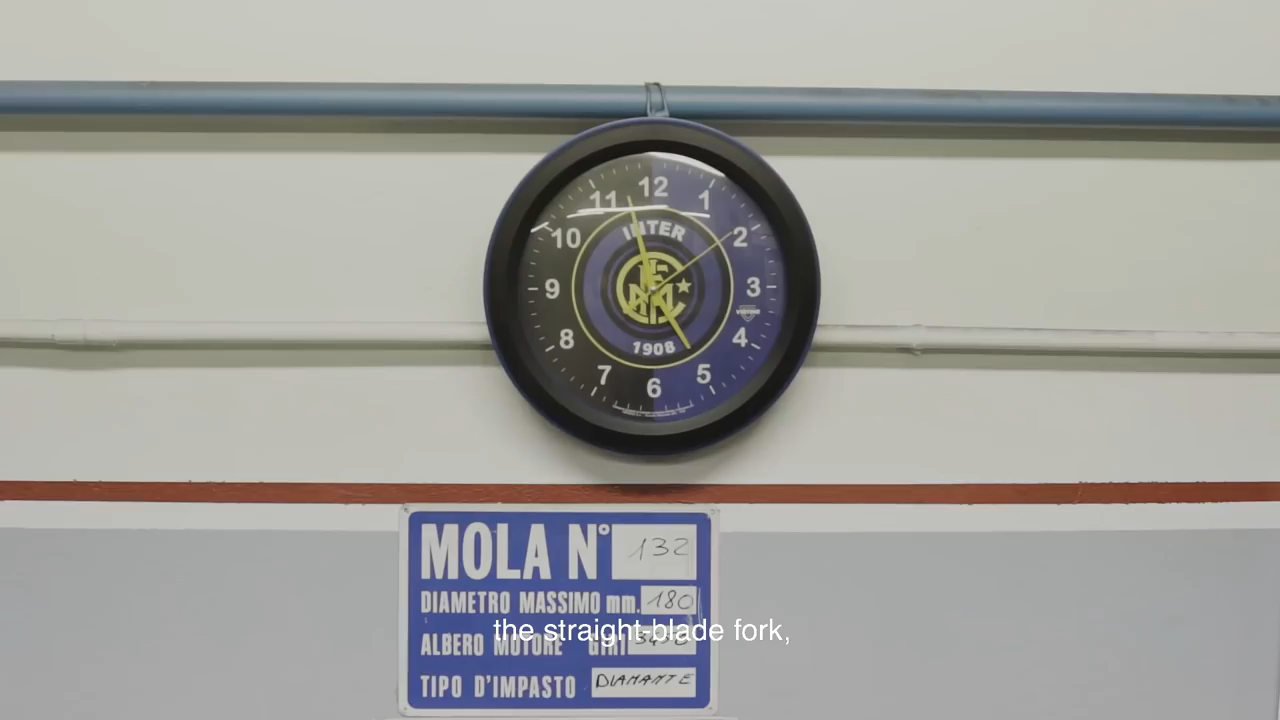 12
11 1
10 2
INTER
9 3
8 4
1908
7 5
6
MOLA N° 132
DIAMETRO MASSIMO mm. 180
the straight-blade fork,
ALBERO MOTORE GIRI
TIPO D'IMPASTO DIAMANTE